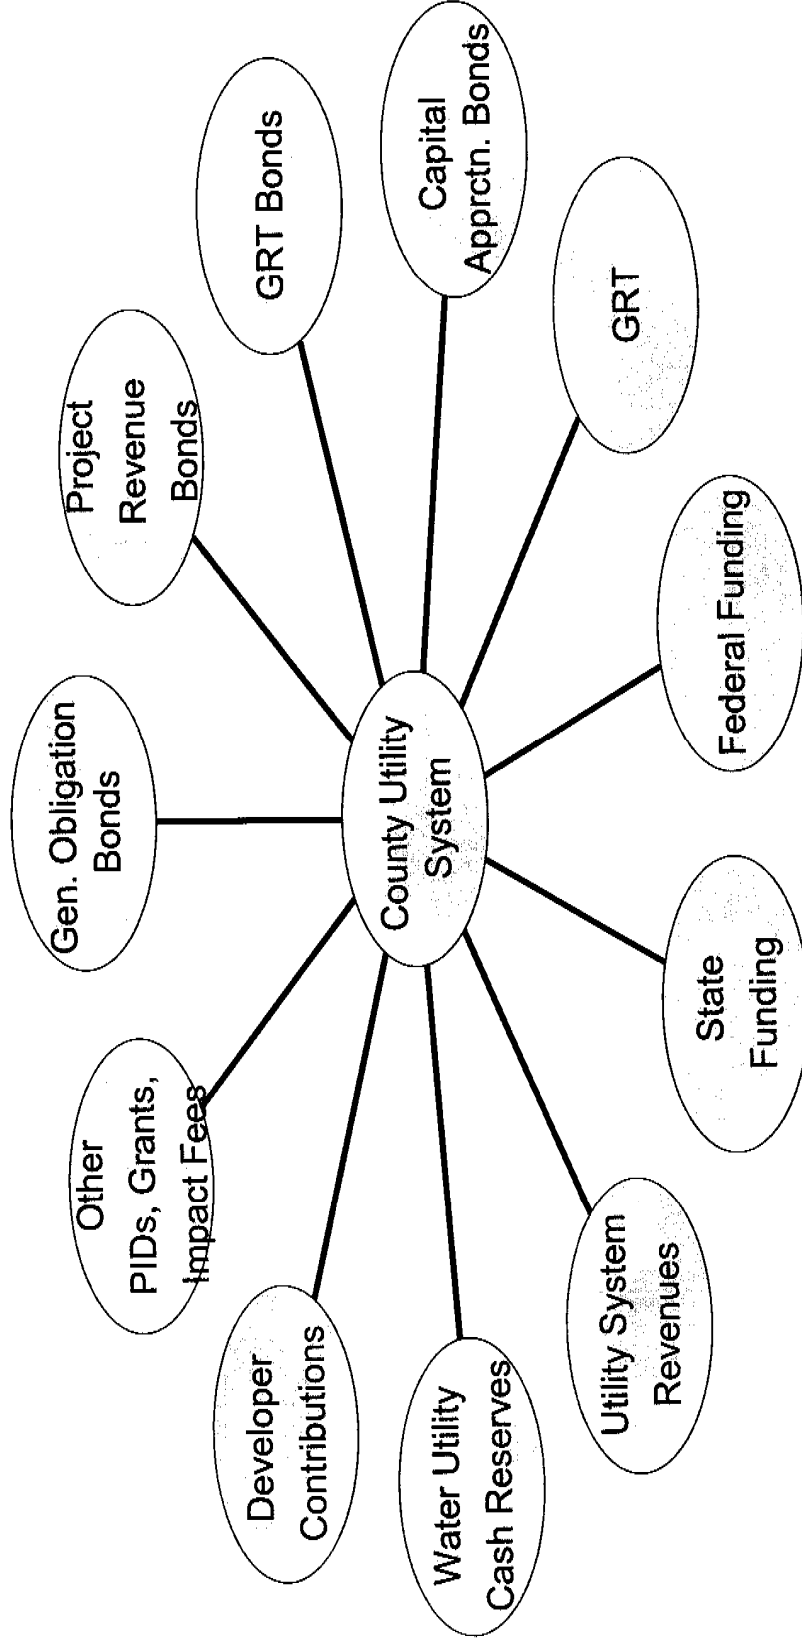 Gen. Obligation
Bonds
Project
Revenue
Bonds
GRT Bonds
Capital
Apprctn. Bonds
GRT
Federal Funding
State
Funding
Utility System
Revenues
Water Utility
Cash Reserves
Developer
Contributions
Other
PIDs, Grants,
Impact Fees
County Utility
System